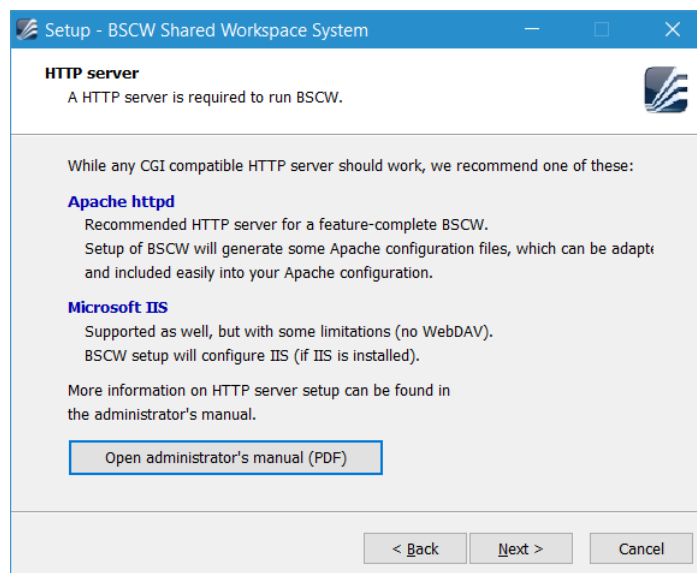 Setup - BSCW Shared Workspace System
HTTP server
A HTTP server is required to run BSCW.
While any CGI compatible HTTP server should work, we recommend one of these:
Apache httpd
Recommended HTTP server for a feature-complete BSCW.
Setup of BSCW will generate some Apache configuration files, which can be adapte
and included easily into your Apache configuration.
Microsoft IIS
Supported as well, but with some limitations (no WebDAV).
BSCW setup will configure IIS (if IIS is installed).
More information on HTTP server setup can be found in
the administrator's manual.
Open administrator's manual (PDF)
< Back Next > Cancel